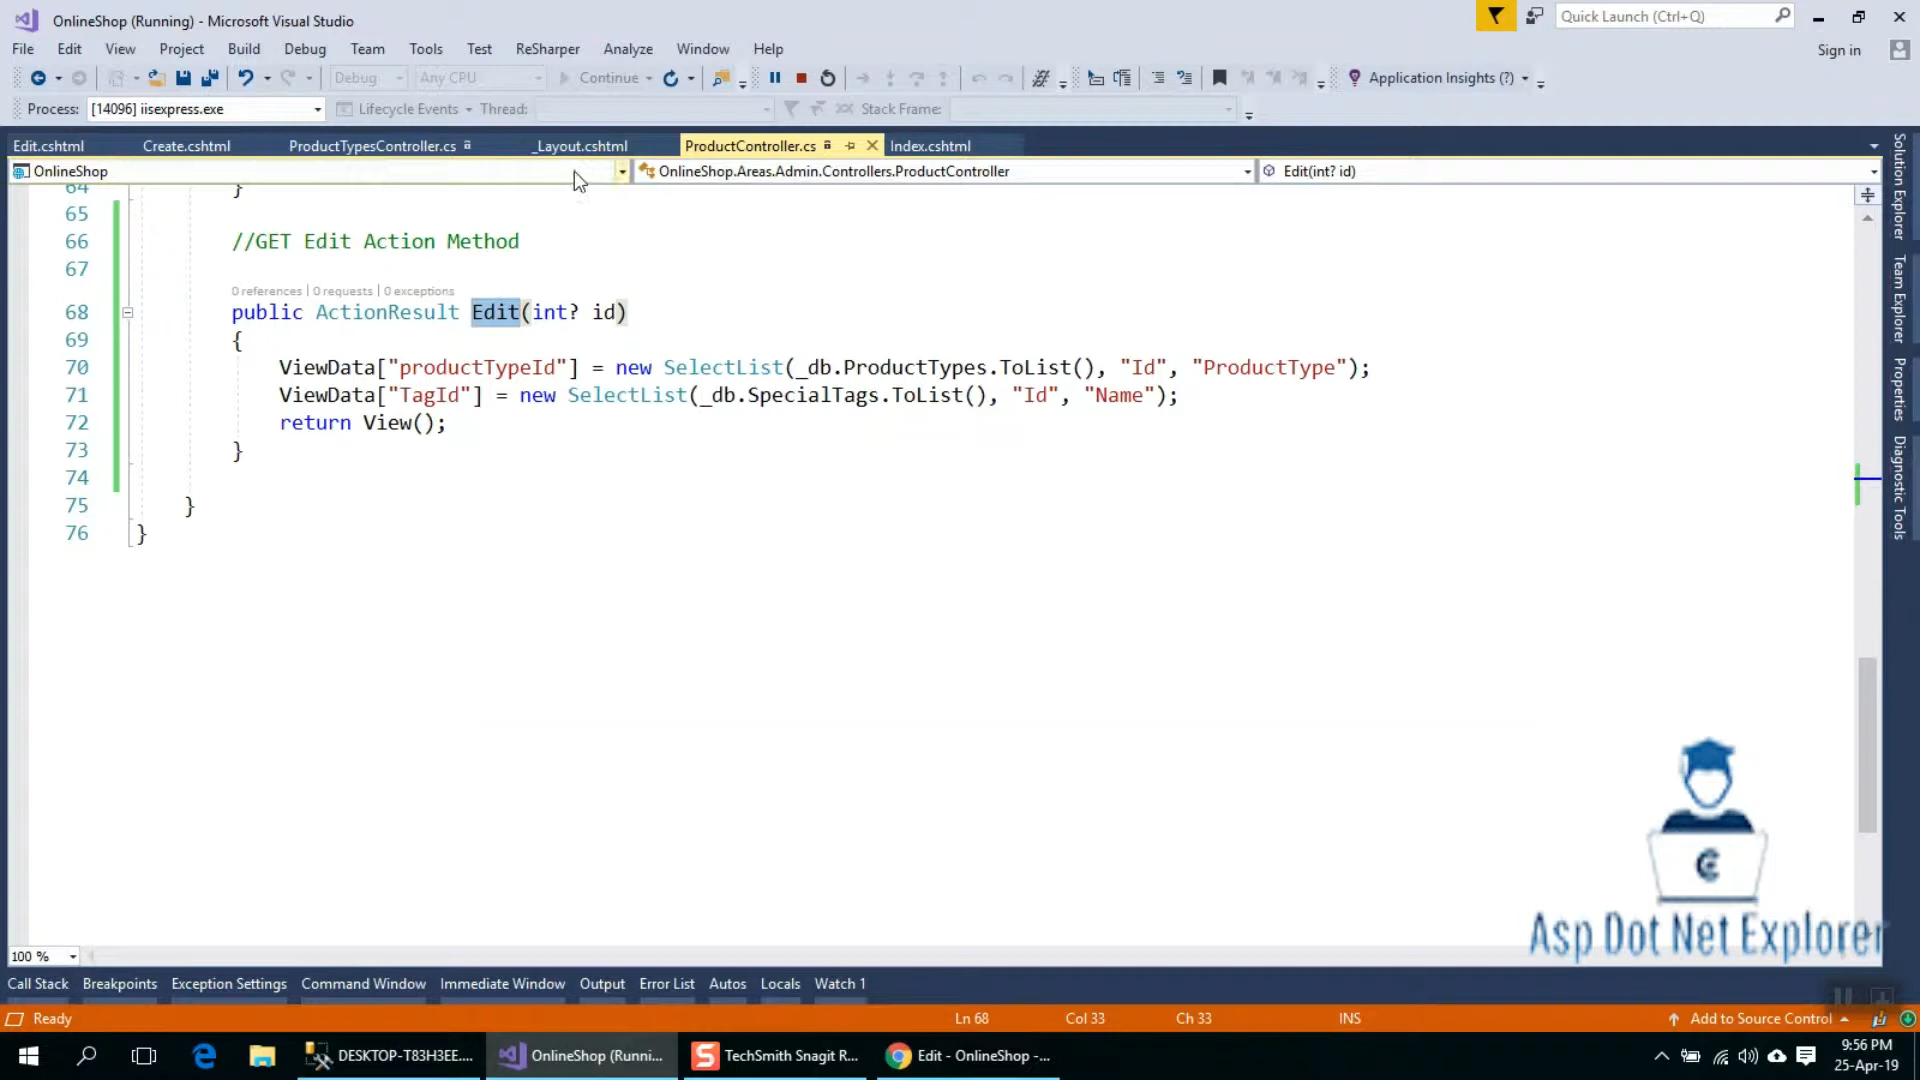 OnlineShop (Running) - Microsoft Visual Studio
Quick Launch (Ctrl+Q)
File Edit View Project Build Debug Team Tools Test ReSharper Analyze Window Help
Sign in
Debug Any CPU Continue Application Insights (?)
Process: [14096] iisexpress.exe Lifecycle Events Thread: Stack Frame:
Edit.cshtml Create.cshtml ProductTypesController.cs _Layout.cshtml ProductController.cs Index.cshtml
OnlineShop OnlineShop.Areas.Admin.Controllers.ProductController Edit(int? id)
64 }
65
66 //GET Edit Action Method
67
0 references | 0 requests | 0 exceptions
68 public ActionResult Edit(int? id)
69 {
70 ViewData["productTypeId"] = new SelectList(_db.ProductTypes.ToList(), "Id", "ProductType");
71 ViewData["TagId"] = new SelectList(_db.SpecialTags.ToList(), "Id", "Name");
72 return View();
73 }
74
75 }
76 }
Solution Explorer
Team Explorer
Properties
Diagnostic Tools
Asp Dot Net Explorer
100 %
Call Stack Breakpoints Exception Settings Command Window Immediate Window Output Error List Autos Locals Watch 1
Ready Ln 68 Col 33 Ch 33 INS Add to Source Control
DESKTOP-T83H3EE.... OnlineShop (Runni... TechSmith Snagit R... Edit - OnlineShop -...
9:56 PM
25-Apr-19